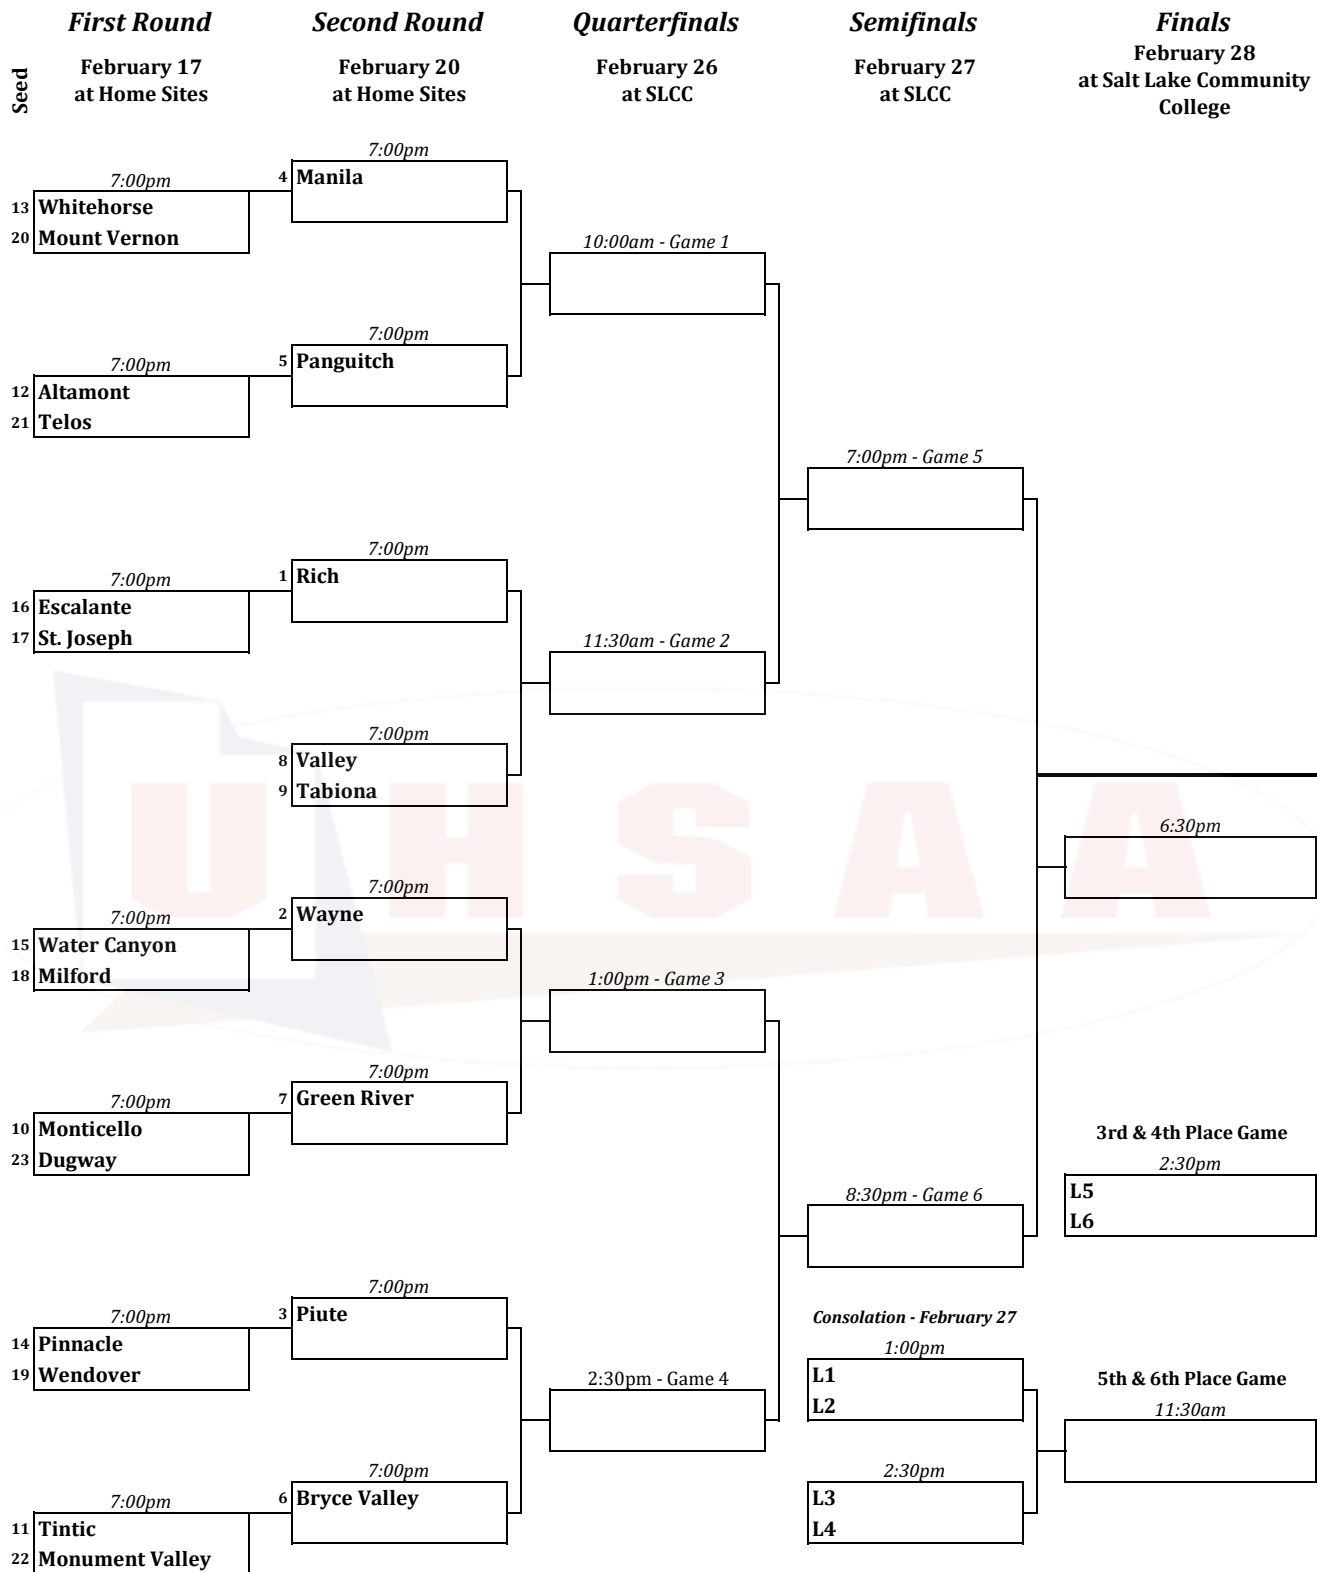 First Round
Second Round
Quarterfinals
Semifinals
Finals
Seed
February 17
at Home Sites
February 20
at Home Sites
February 26
at SLCC
February 27
at SLCC
February 28
at Salt Lake Community
College
7:00pm
4 Manila
7:00pm
13 Whitehorse
20 Mount Vernon
10:00am - Game 1
7:00pm
5 Panguitch
7:00pm
12 Altamont
21 Telos
7:00pm - Game 5
7:00pm
1 Rich
7:00pm
16 Escalante
17 St. Joseph
11:30am - Game 2
7:00pm
8 Valley
9 Tabiona
UHSAA
6:30pm
7:00pm
2 Wayne
7:00pm
15 Water Canyon
18 Milford
1:00pm - Game 3
7:00pm
7 Green River
7:00pm
10 Monticello
23 Dugway
3rd & 4th Place Game
2:30pm
L5
L6
8:30pm - Game 6
7:00pm
3 Piute
7:00pm
14 Pinnacle
19 Wendover
Consolation - February 27
1:00pm
L1
L2
2:30pm - Game 4
5th & 6th Place Game
11:30am
7:00pm
6 Bryce Valley
2:30pm
L3
L4
7:00pm
11 Tintic
22 Monument Valley